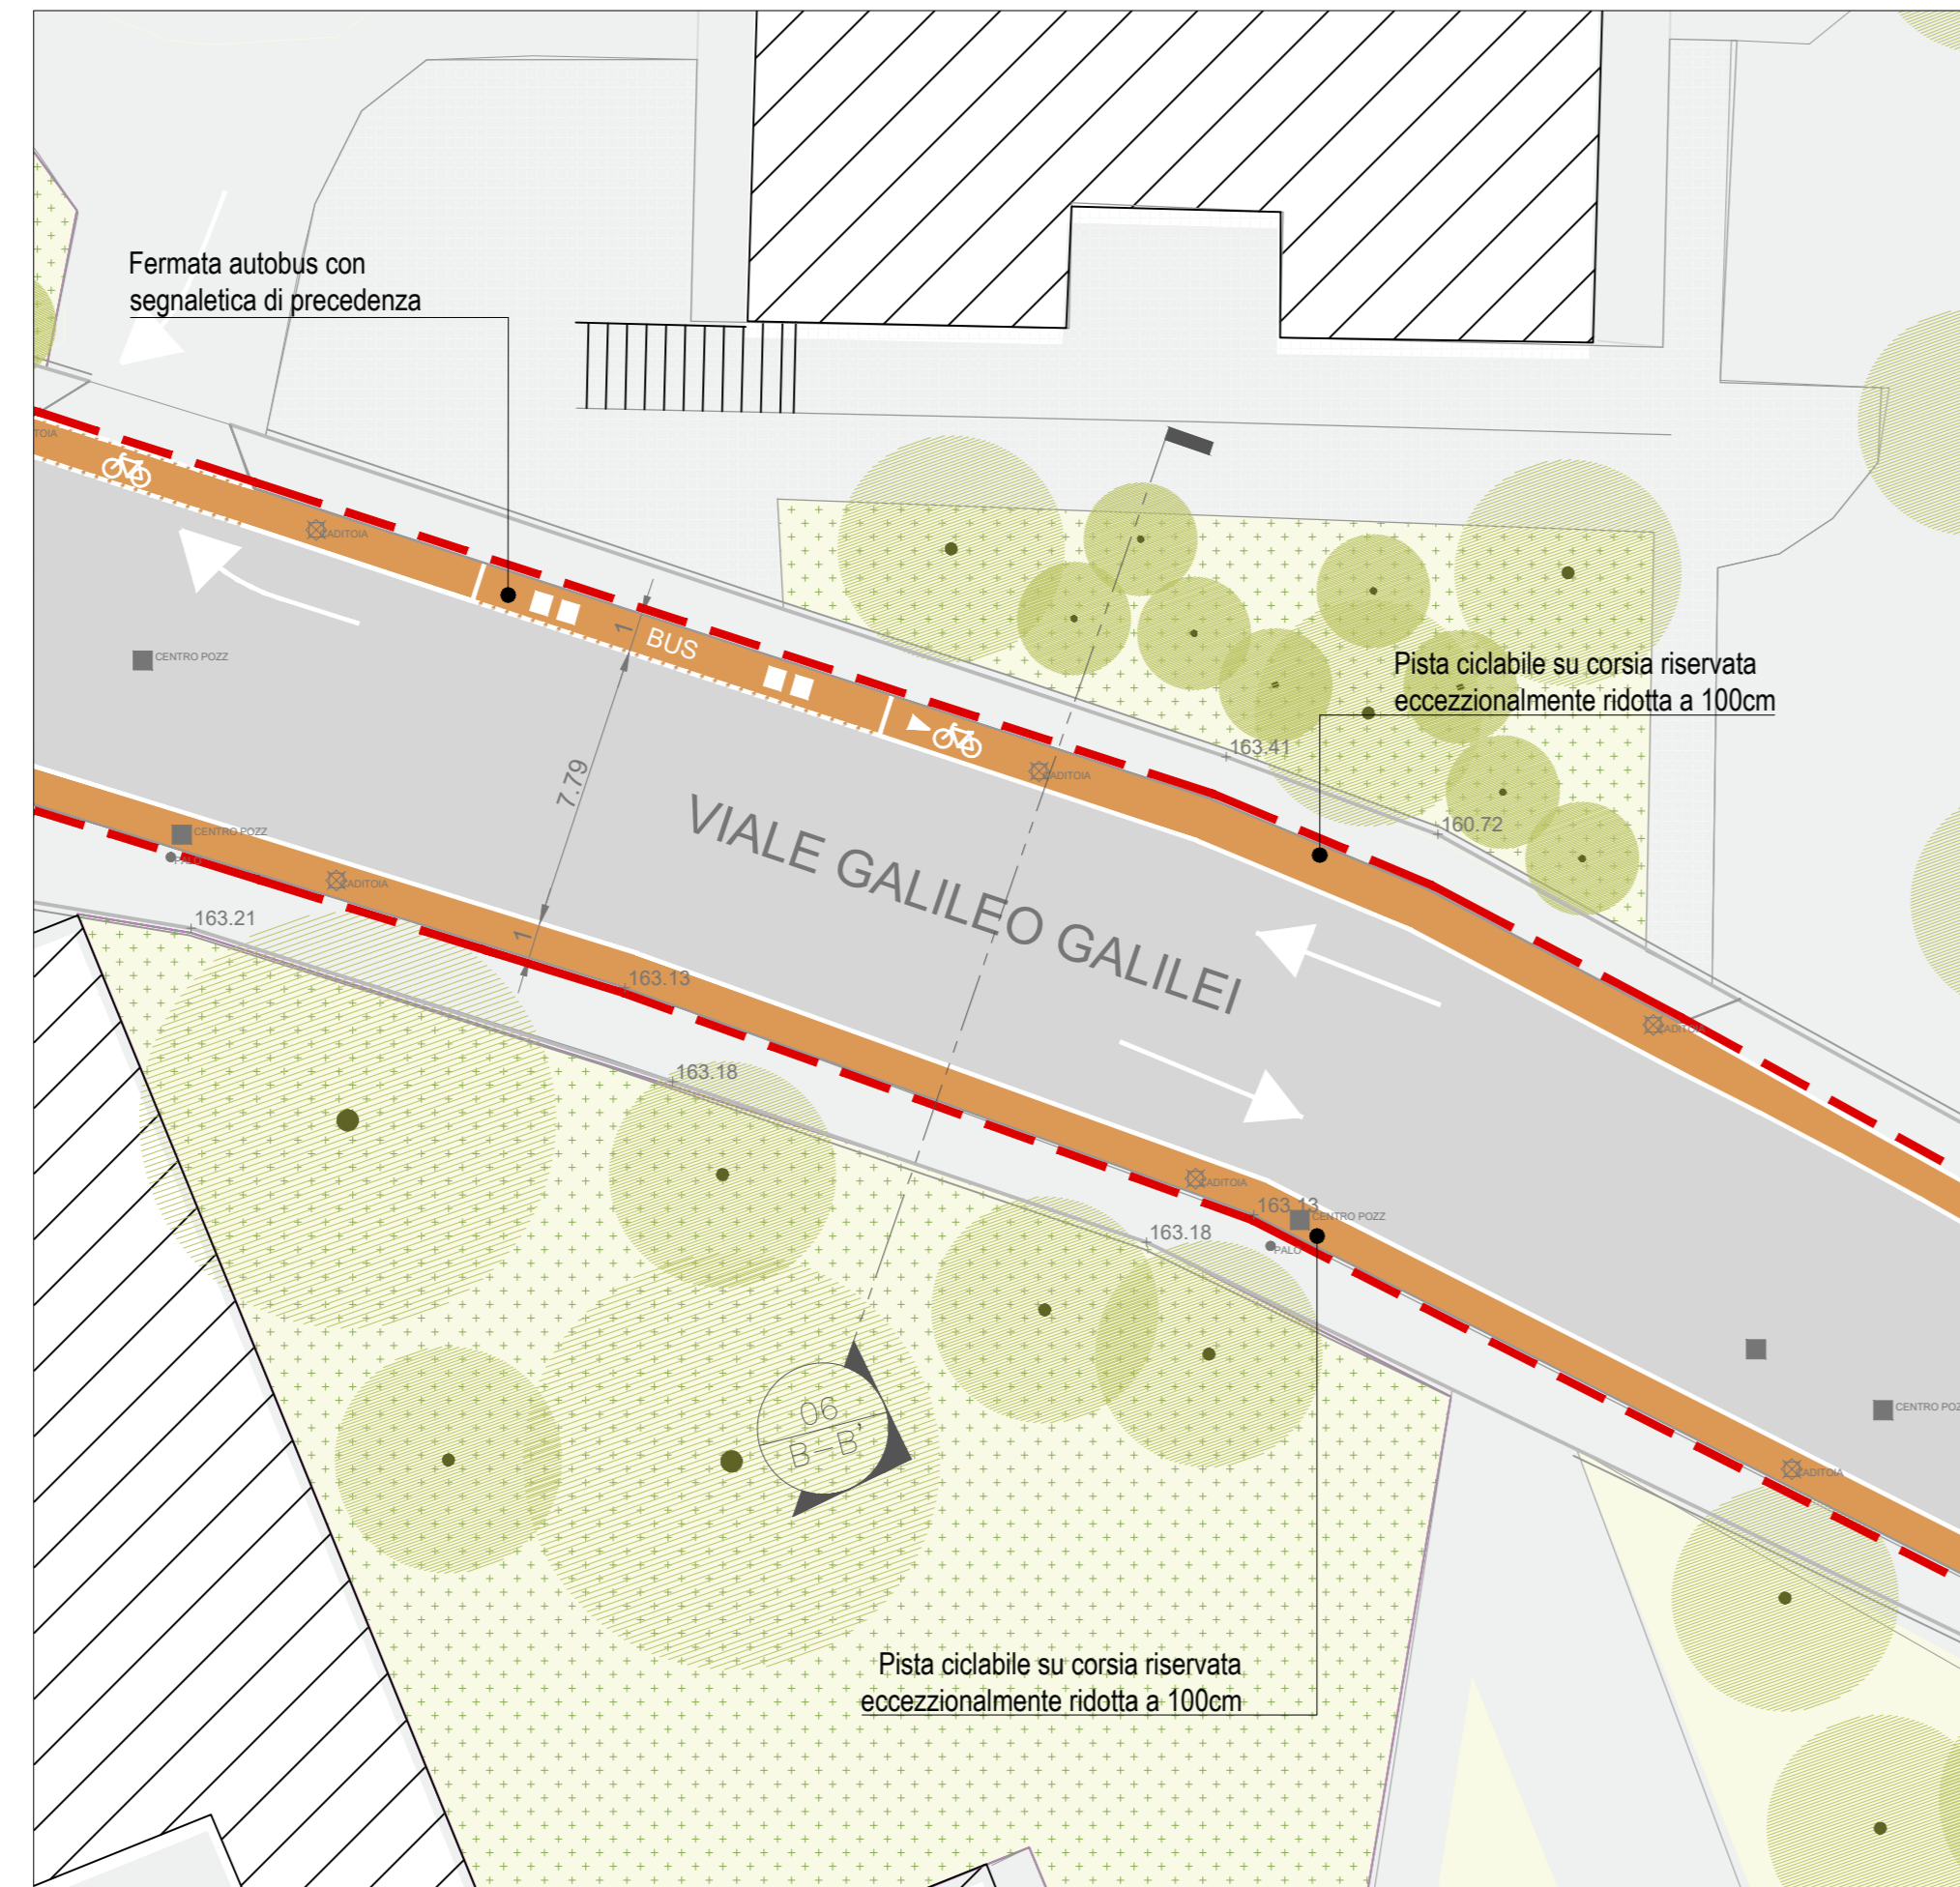 Fermata autobus con
segnaletica di precedenza
TOIA
CADITOIA
BUS
1
CENTRO POZZ
7.79
Pista ciclabile su corsia riservata
eccezzionalmente ridotta a 100cm
163.41
CADITOIA
160.72
VIALE GALILEO GALILEI
CENTRO POZZ
PALO
CADITOIA
163.21
1
163.13
CADITOIA
163.18
CADITOIA
163.13
CENTRO POZZ
163.18
PALO
CENTRO POZ
06
B-B'
CADITOIA
Pista ciclabile su corsia riservata
eccezzionalmente ridotta a 100cm